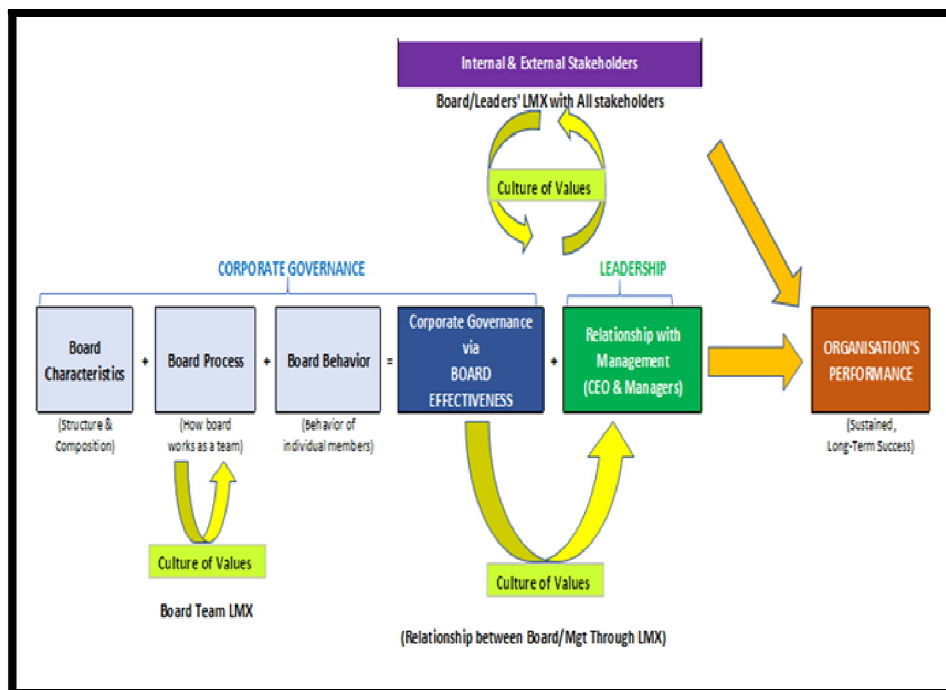 Internal & External Stakeholders
Board/Leaders' LMX with All stakeholders
Culture of Values
CORPORATE GOVERNANCE
LEADERSHIP
Board
Characteristics
+
Board Process
+
Board Behavior
=
Corporate Governance
via
BOARD
EFFECTIVENESS
+
Relationship with
Management
(CEO & Managers)
ORGANISATION'S
PERFORMANCE
(Structure &
Composition)
(How board
works as a team)
(Behavior of
individual members)
(Sustained,
Long-Term Success)
Culture of Values
Board Team LMX
Culture of Values
(Relationship between Board/Mgt Through LMX)